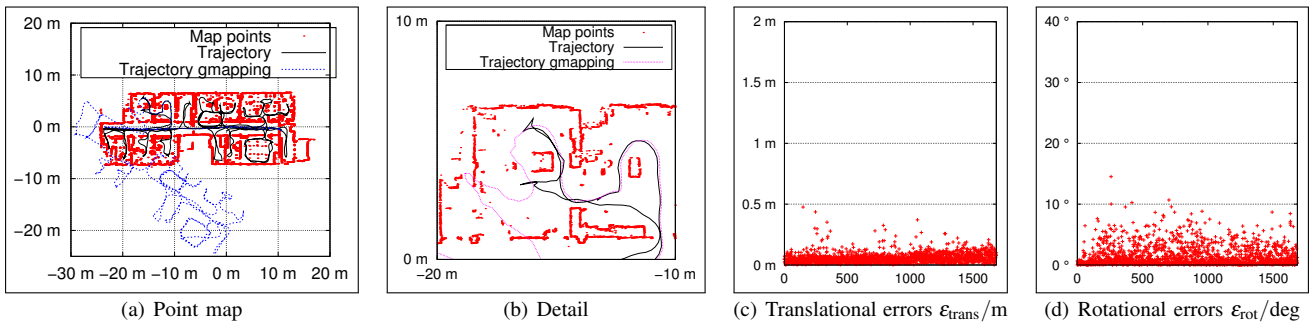 20 m
10 m
0 m
−10 m
−20 m
−30 m −20 m −10 m 0 m 10 m 20 m
Map points
Trajectory
Trajectory gmapping
(a) Point map
10 m
0 m
−20 m −10 m
Map points
Trajectory
Trajectory gmapping
(b) Detail
2 m
1.5 m
1 m
0.5 m
0 m
0 500 1000 1500
(c) Translational errors εtrans/m
40 °
30 °
20 °
10 °
0 °
0 500 1000 1500
(d) Rotational errors εrot/deg